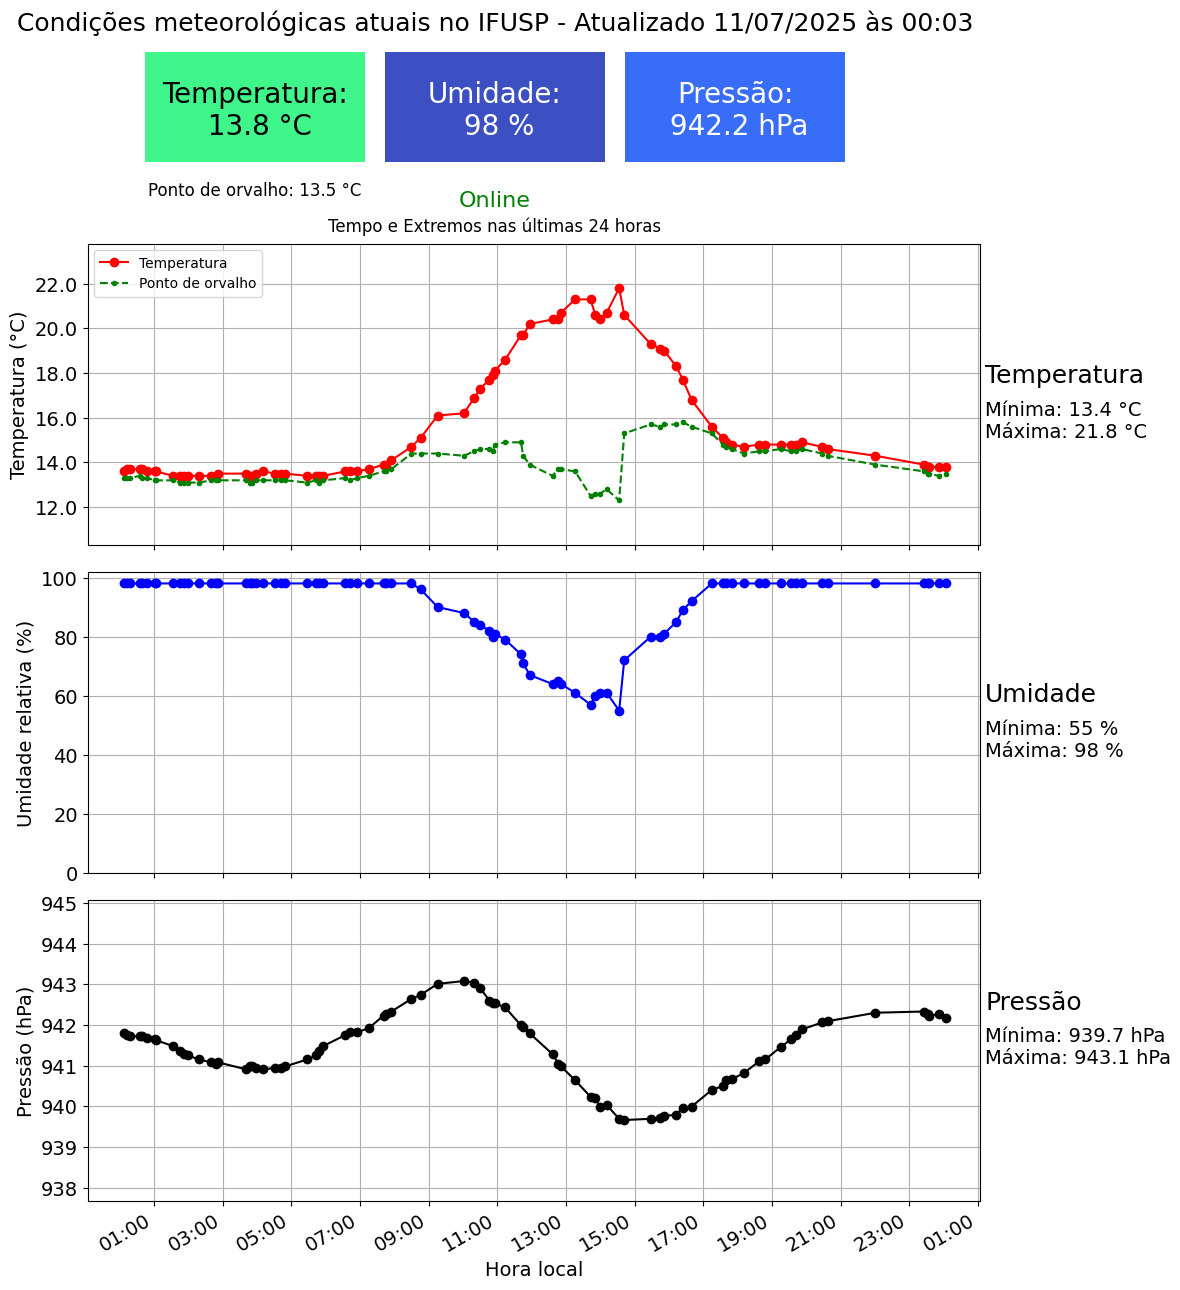 Condições meteorológicas atuais no IFUSP - Atualizado 11/07/2025 às 00:03
Temperatura:
13.8 °C
Umidade:
98 %
Pressão:
942.2 hPa
Ponto de orvalho: 13.5 °C
Online
Tempo e Extremos nas últimas 24 horas
Temperatura
Ponto de orvalho
Temperatura (°C)
22.0
20.0
18.0
16.0
14.0
12.0
Temperatura
Mínima: 13.4 °C
Máxima: 21.8 °C
Umidade relativa (%)
100
80
60
40
20
0
Umidade
Mínima: 55 %
Máxima: 98 %
Pressão (hPa)
945
944
943
942
941
940
939
938
Pressão
Mínima: 939.7 hPa
Máxima: 943.1 hPa
01:00 03:00 05:00 07:00 09:00 11:00 13:00 15:00 17:00 19:00 21:00 23:00 01:00
Hora local